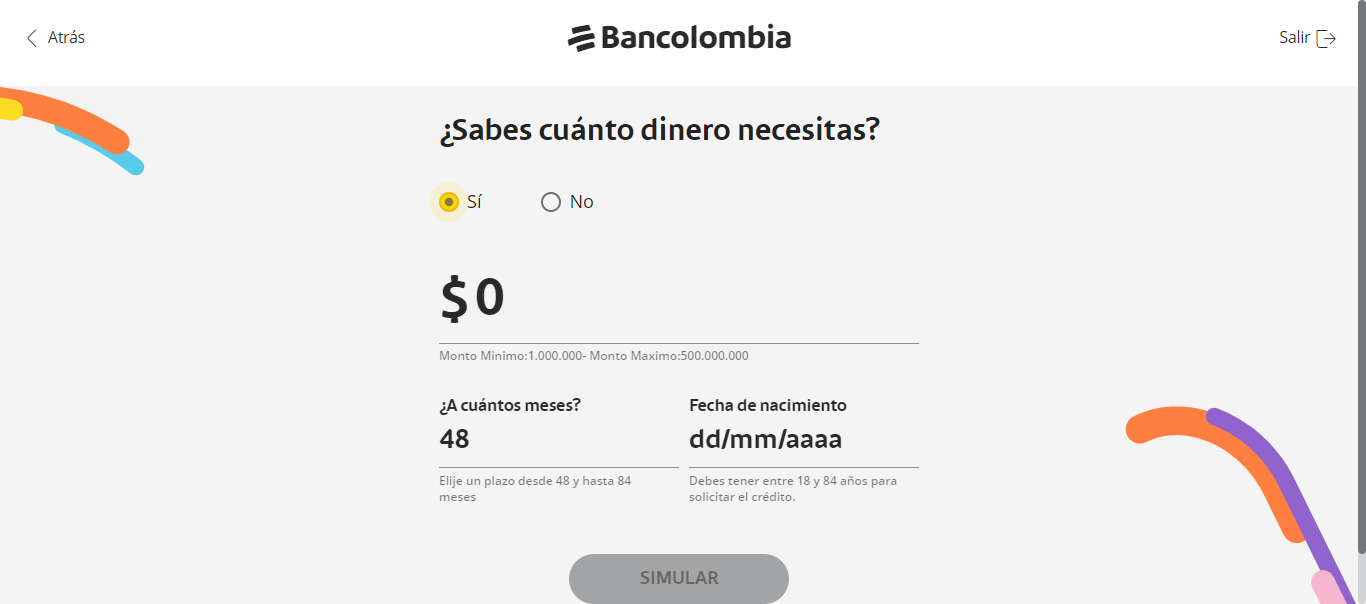 Atrás
Bancolombia
Salir
¿Sabes cuánto dinero necesitas?
Sí
No
$ 0
Monto Minimo:1.000.000- Monto Maximo:500.000.000
¿A cuántos meses?
48
Elije un plazo desde 48 y hasta 84
meses
Fecha de nacimiento
dd/mm/aaaa
Debes tener entre 18 y 84 años para
solicitar el crédito.
SIMULAR